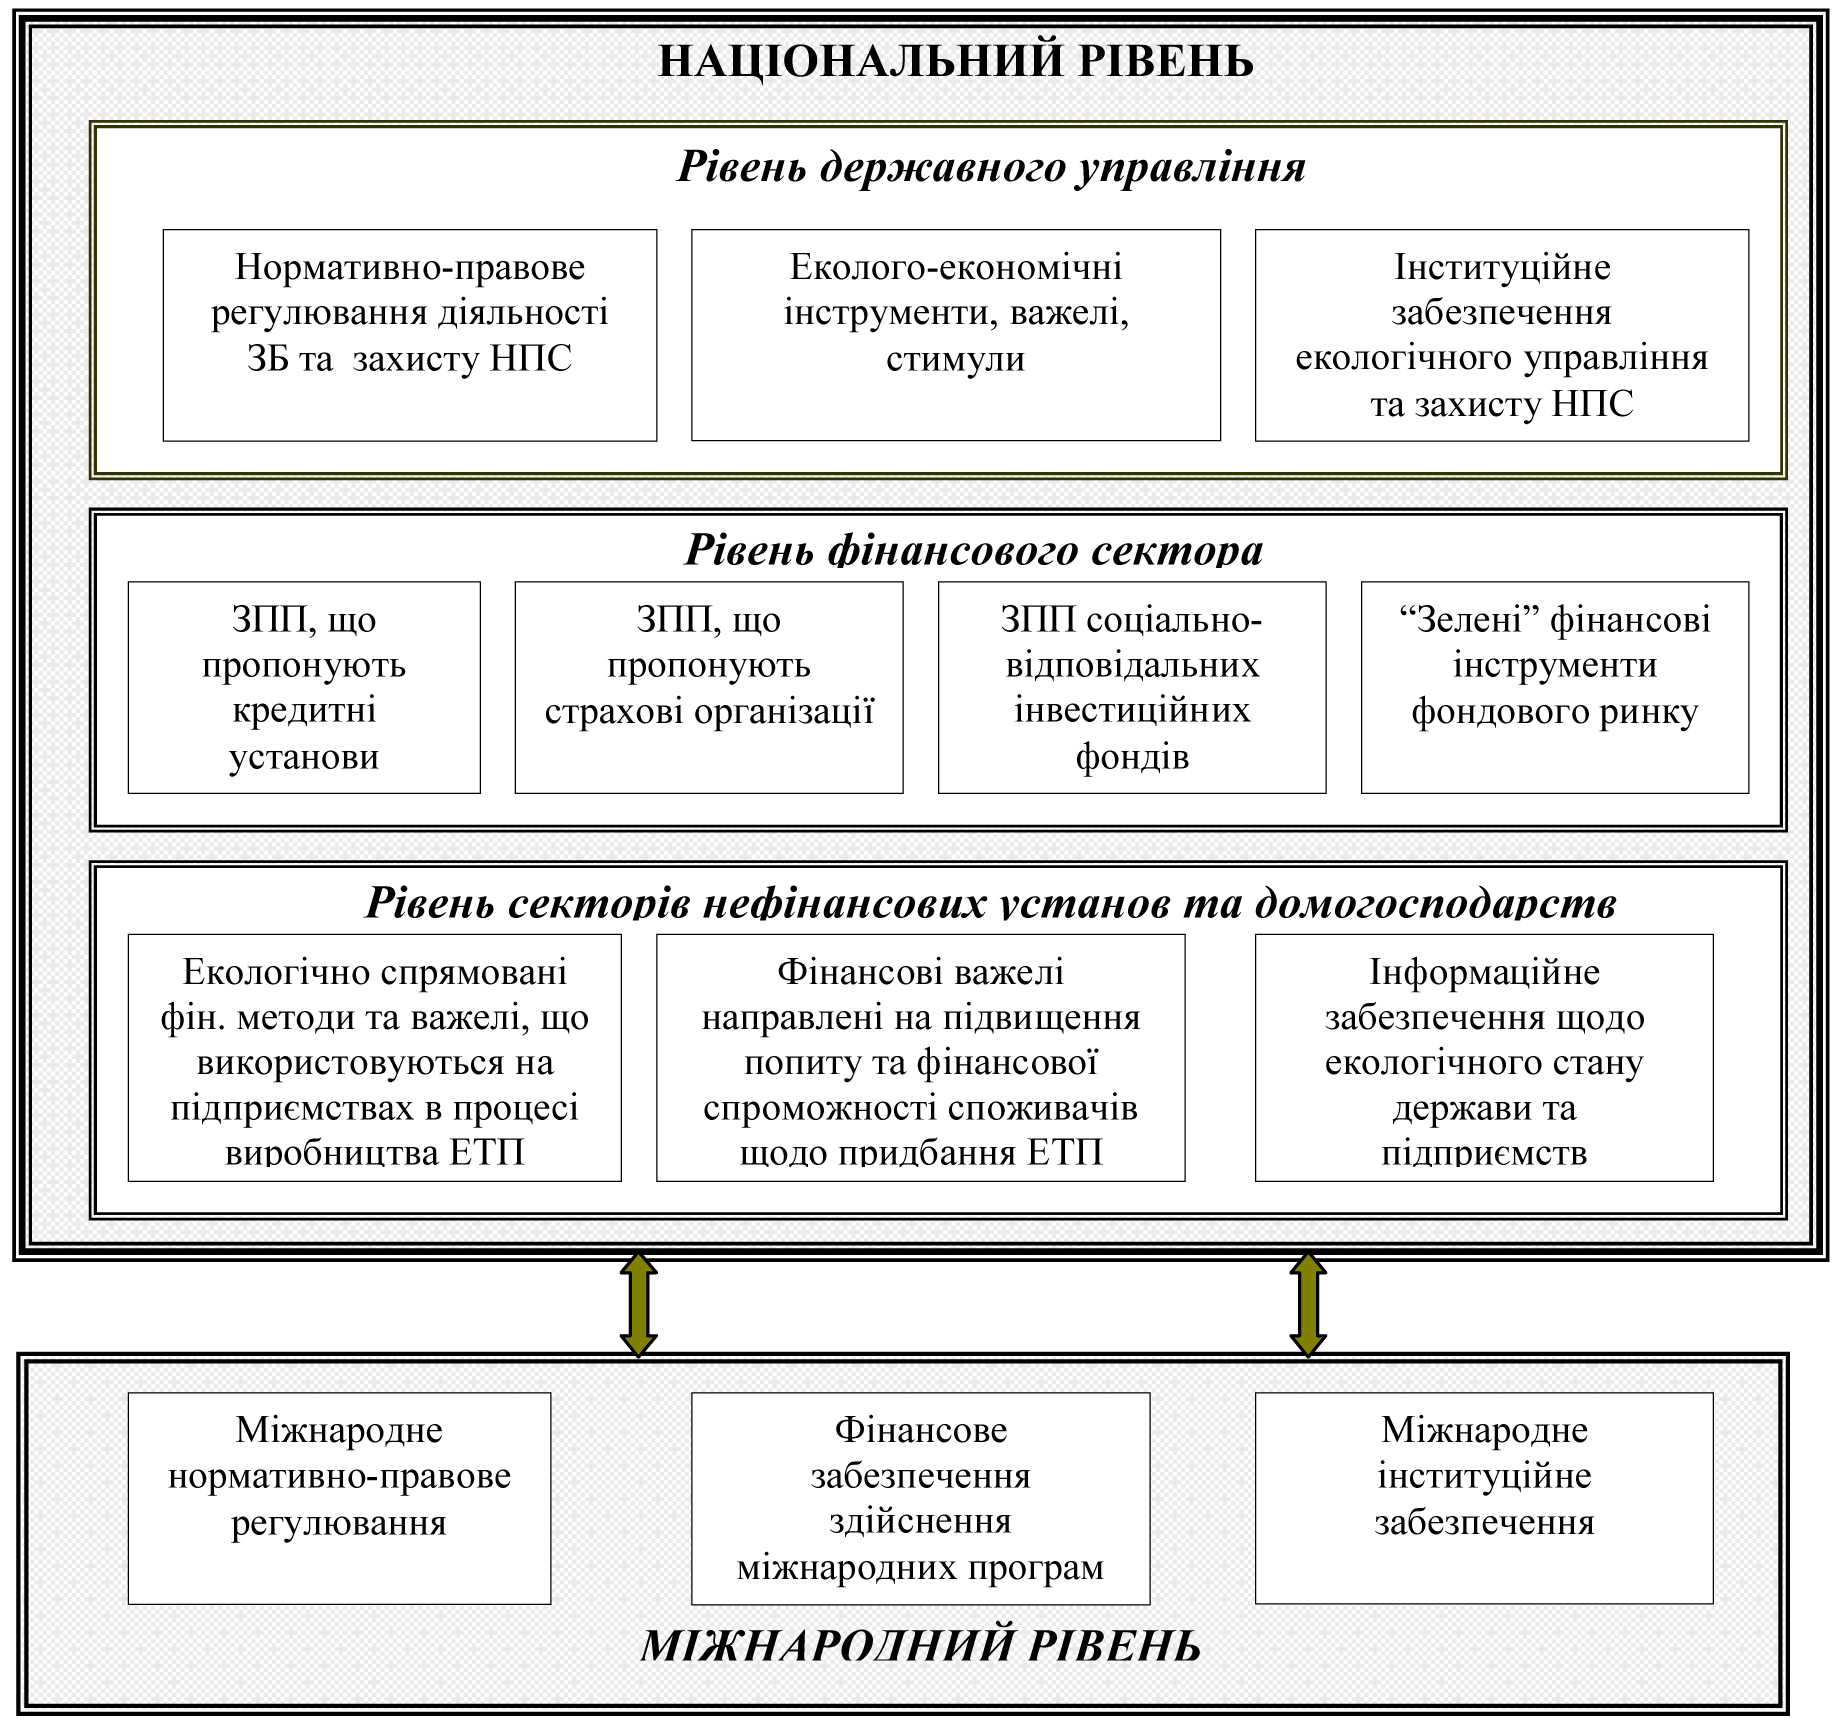 НАЦІОНАЛЬНИЙ РІВЕНЬ
Рівень державного управління
Нормативно-правове
регулювання діяльності
ЗБ та захисту НПС
Еколого-економічні
інструменти, важелі,
стимули
Інституційне
забезпечення
екологічного управління
та захисту НПС
Рівень фінансового сектора
ЗПП, що
пропонують
кредитні
установи
ЗПП, що
пропонують
страхові організації
ЗПП соціально-
відповідальних
інвестиційних
фондів
“Зелені” фінансові
інструменти
фондового ринку
Рівень секторів нефінансових установ та домогосподарств
Екологічно спрямовані
фін. методи та важелі, що
використовуються на
підприємствах в процесі
виробництва ЕТП
Фінансові важелі
направлені на підвищення
попиту та фінансової
спроможності споживачів
щодо придбання ЕТП
Інформаційне
забезпечення щодо
екологічного стану
держави та
підприємств
Міжнародне
нормативно-правове
регулювання
Фінансове
забезпечення
здійснення
міжнародних програм
Міжнародне
інституційне
забезпечення
МІЖНАРОДНИЙ РІВЕНЬ